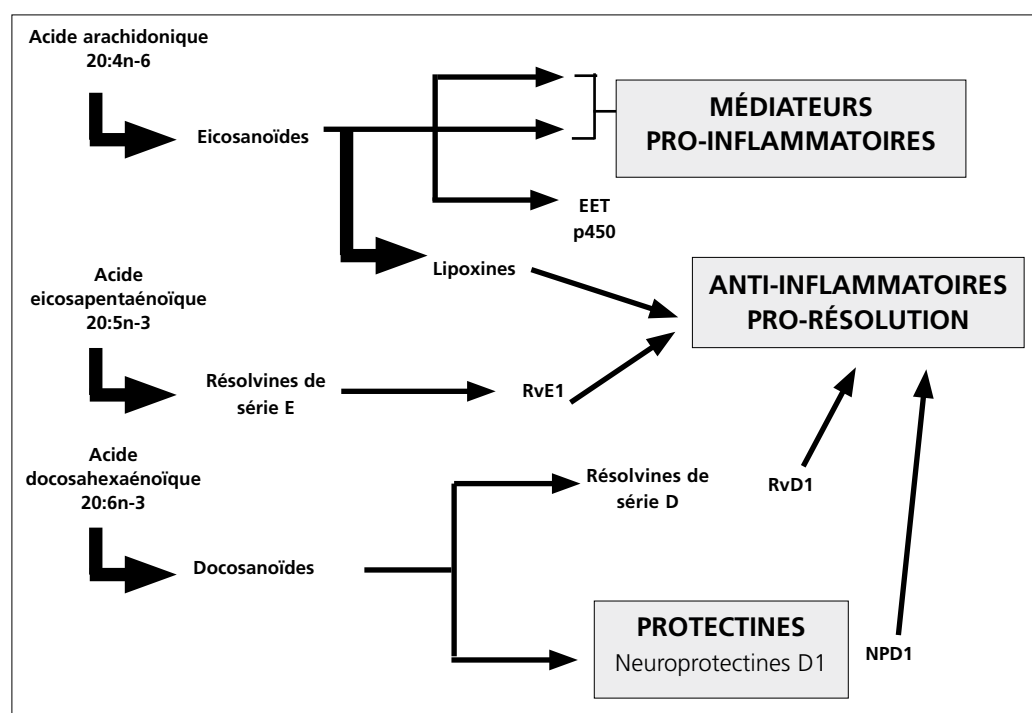 Acide arachidonique
20:4n-6
Eicosanoïdes
MÉDIATEURS
PRO-INFLAMMATOIRES
EET
p450
Lipoxines
ANTI-INFLAMMATOIRES
PRO-RÉSOLUTION
Acide
eicosapentaénoïque
20:5n-3
Résolvines de
série E
RvE1
Acide
docosahexaénoïque
20:6n-3
Résolvines de
série D
RvD1
Docosanoïdes
PROTECTINES
Neuroprotectines D1
NPD1